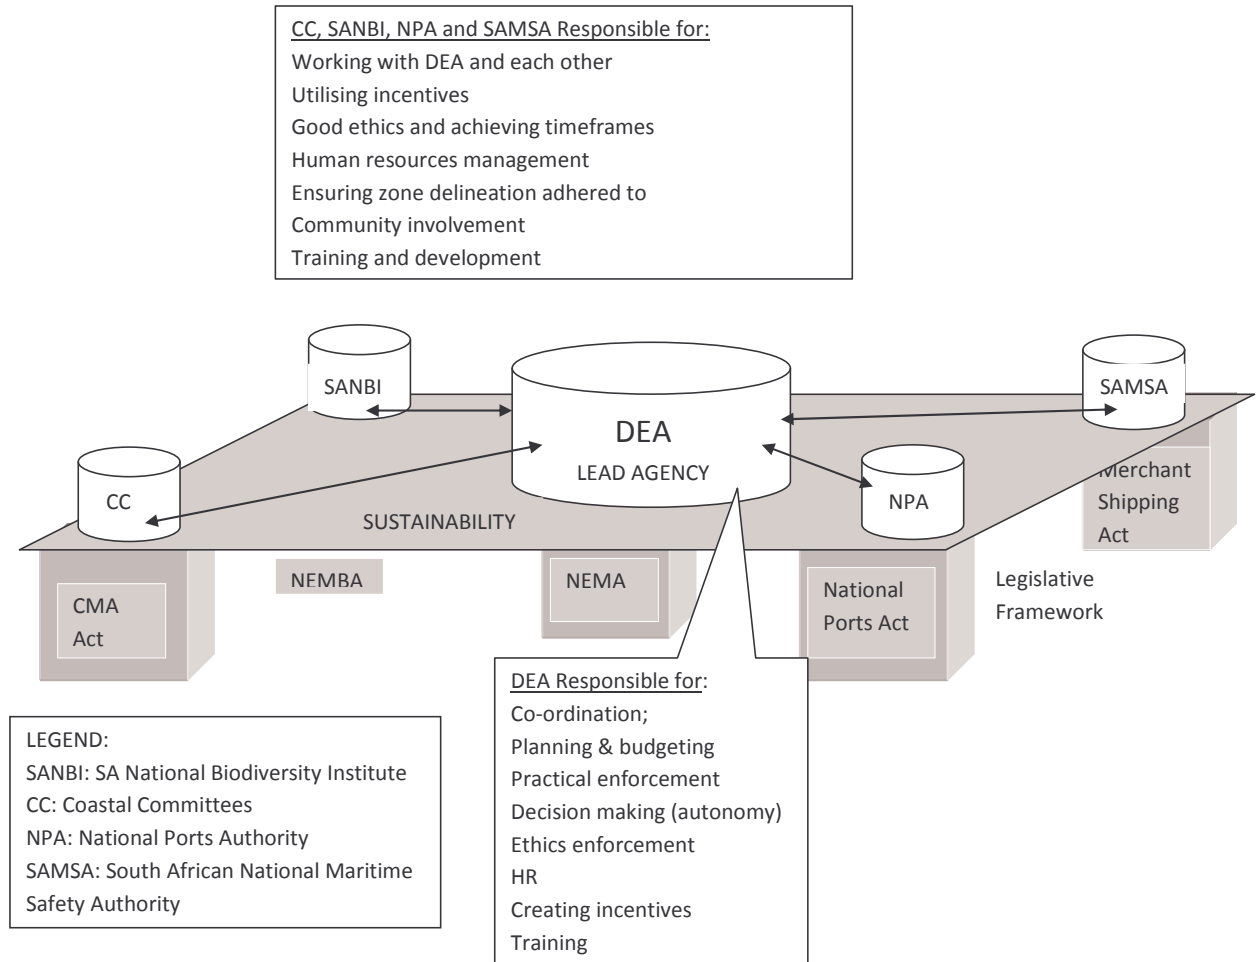 CC, SANBI, NPA and SAMSA Responsible for:
Working with DEA and each other
Utilising incentives
Good ethics and achieving timeframes
Human resources management
Ensuring zone delineation adhered to
Community involvement
Training and development
SANBI
SAMSA
DEA
LEAD AGENCY
CC
NPA
SUSTAINABILITY
Merchant
Shipping
Act
NEMBA
NEMA
CMA
Act
National
Ports Act
Legislative
Framework
DEA Responsible for:
Co-ordination;
Planning & budgeting
Practical enforcement
Decision making (autonomy)
Ethics enforcement
HR
Creating incentives
Training
LEGEND:
SANBI: SA National Biodiversity Institute
CC: Coastal Committees
NPA: National Ports Authority
SAMSA: South African National Maritime
Safety Authority